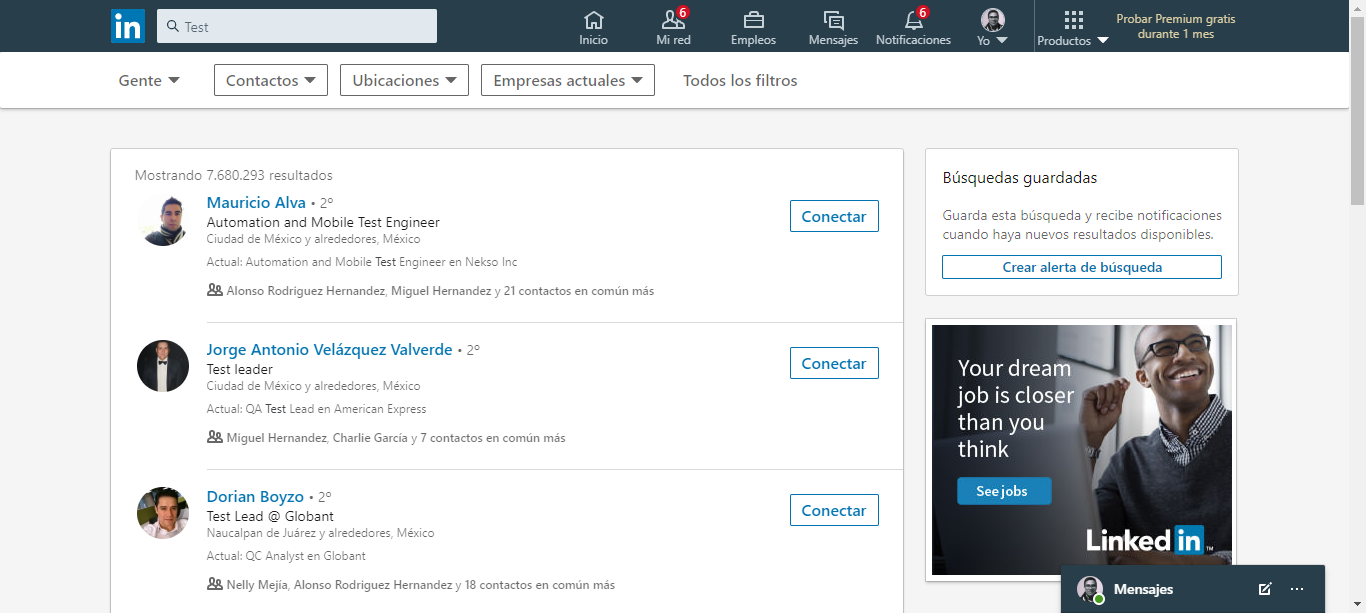 in
Test
Inicio
6
Mi red
Empleos
Mensajes
6
Notificaciones
Yo
Productos
Probar Premium gratis
durante 1 mes
Gente
Contactos
Ubicaciones
Empresas actuales
Todos los filtros
Mostrando 7.680.293 resultados
Mauricio Alva • 2º
Automation and Mobile Test Engineer
Ciudad de México y alrededores, México
Actual: Automation and Mobile Test Engineer en Nekso Inc
Alonso Rodriguez Hernandez, Miguel Hernandez y 21 contactos en común más
Conectar
Jorge Antonio Velázquez Valverde • 2º
Test leader
Ciudad de México y alrededores, México
Actual: QA Test Lead en American Express
Miguel Hernandez, Charlie García y 7 contactos en común más
Conectar
Dorian Boyzo • 2º
Test Lead @ Globant
Naucalpan de Juárez y alrededores, México
Actual: QC Analyst en Globant
Nelly Mejía, Alonso Rodriguez Hernandez y 18 contactos en común más
Conectar
Búsquedas guardadas
Guarda esta búsqueda y recibe notificaciones
cuando haya nuevos resultados disponibles.
Crear alerta de búsqueda
Your dream
job is closer
than you
think
See jobs
Linked in™
Mensajes